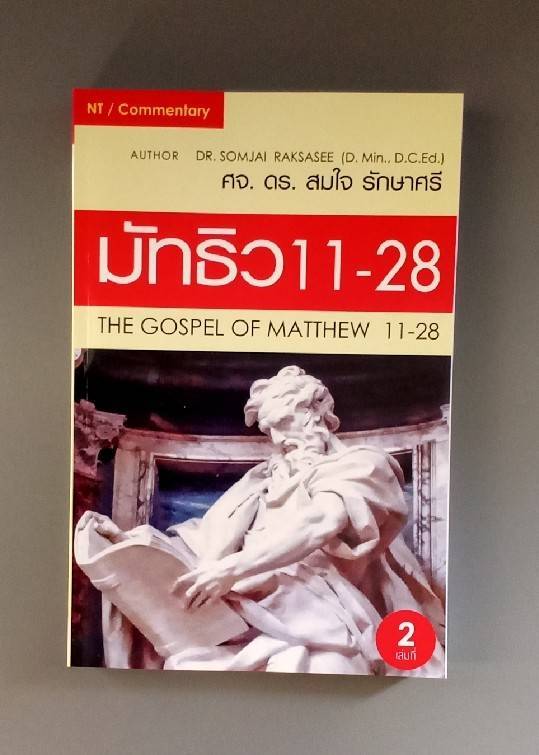 NT / Commentary
AUTHOR DR. SOMJAI RAKSASEE (D. Min., D.C.Ed.)
ศจ. ดร. สมใจ รักษาศรี
มัทธิว 11-28
THE GOSPEL OF MATTHEW 11-28
2
เล่มที่